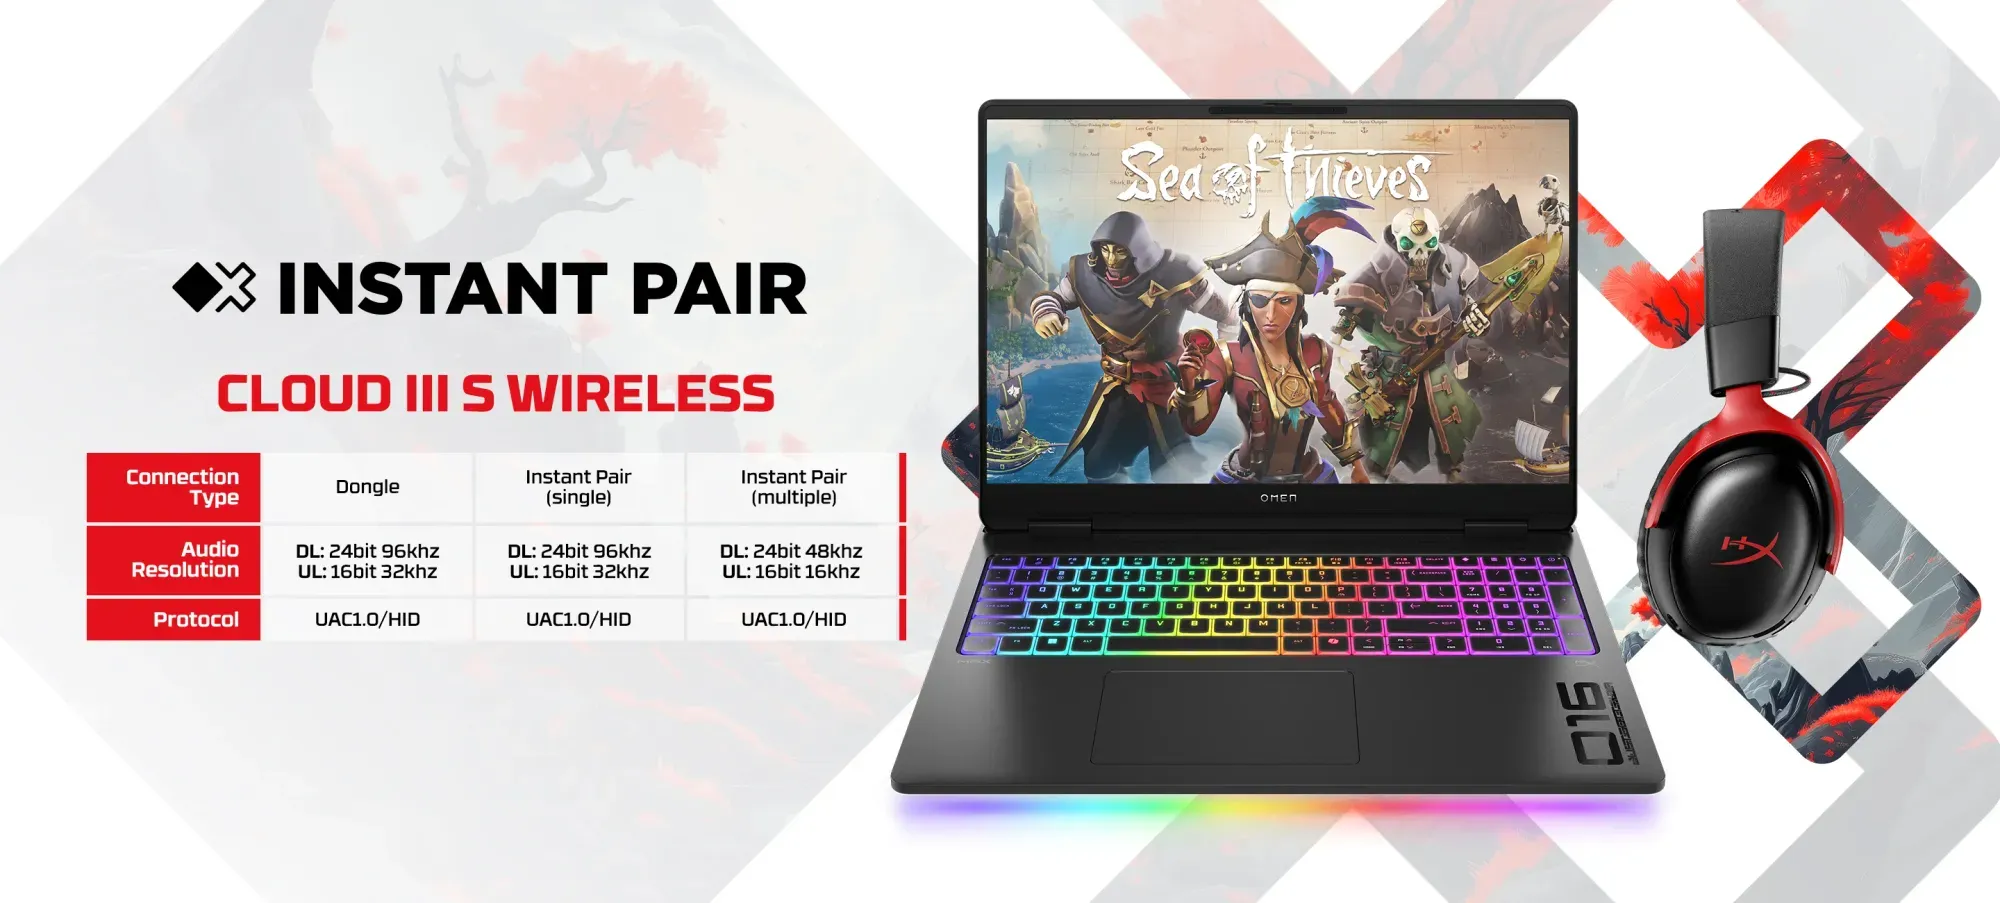 INSTANT PAIR
CLOUD III S WIRELESS
Connection Type
Dongle
Instant Pair (single)
Instant Pair (multiple)
Audio Resolution
DL: 24bit 96khz
UL: 16bit 32khz
DL: 24bit 96khz
UL: 16bit 32khz
DL: 24bit 48khz
UL: 16bit 16khz
Protocol
UAC1.0/HID
UAC1.0/HID
UAC1.0/HID
Sea of Thieves
OMEN
HX
Q W E R T Y U I O P
A S D F G H J K L
Z X C V B N M
016